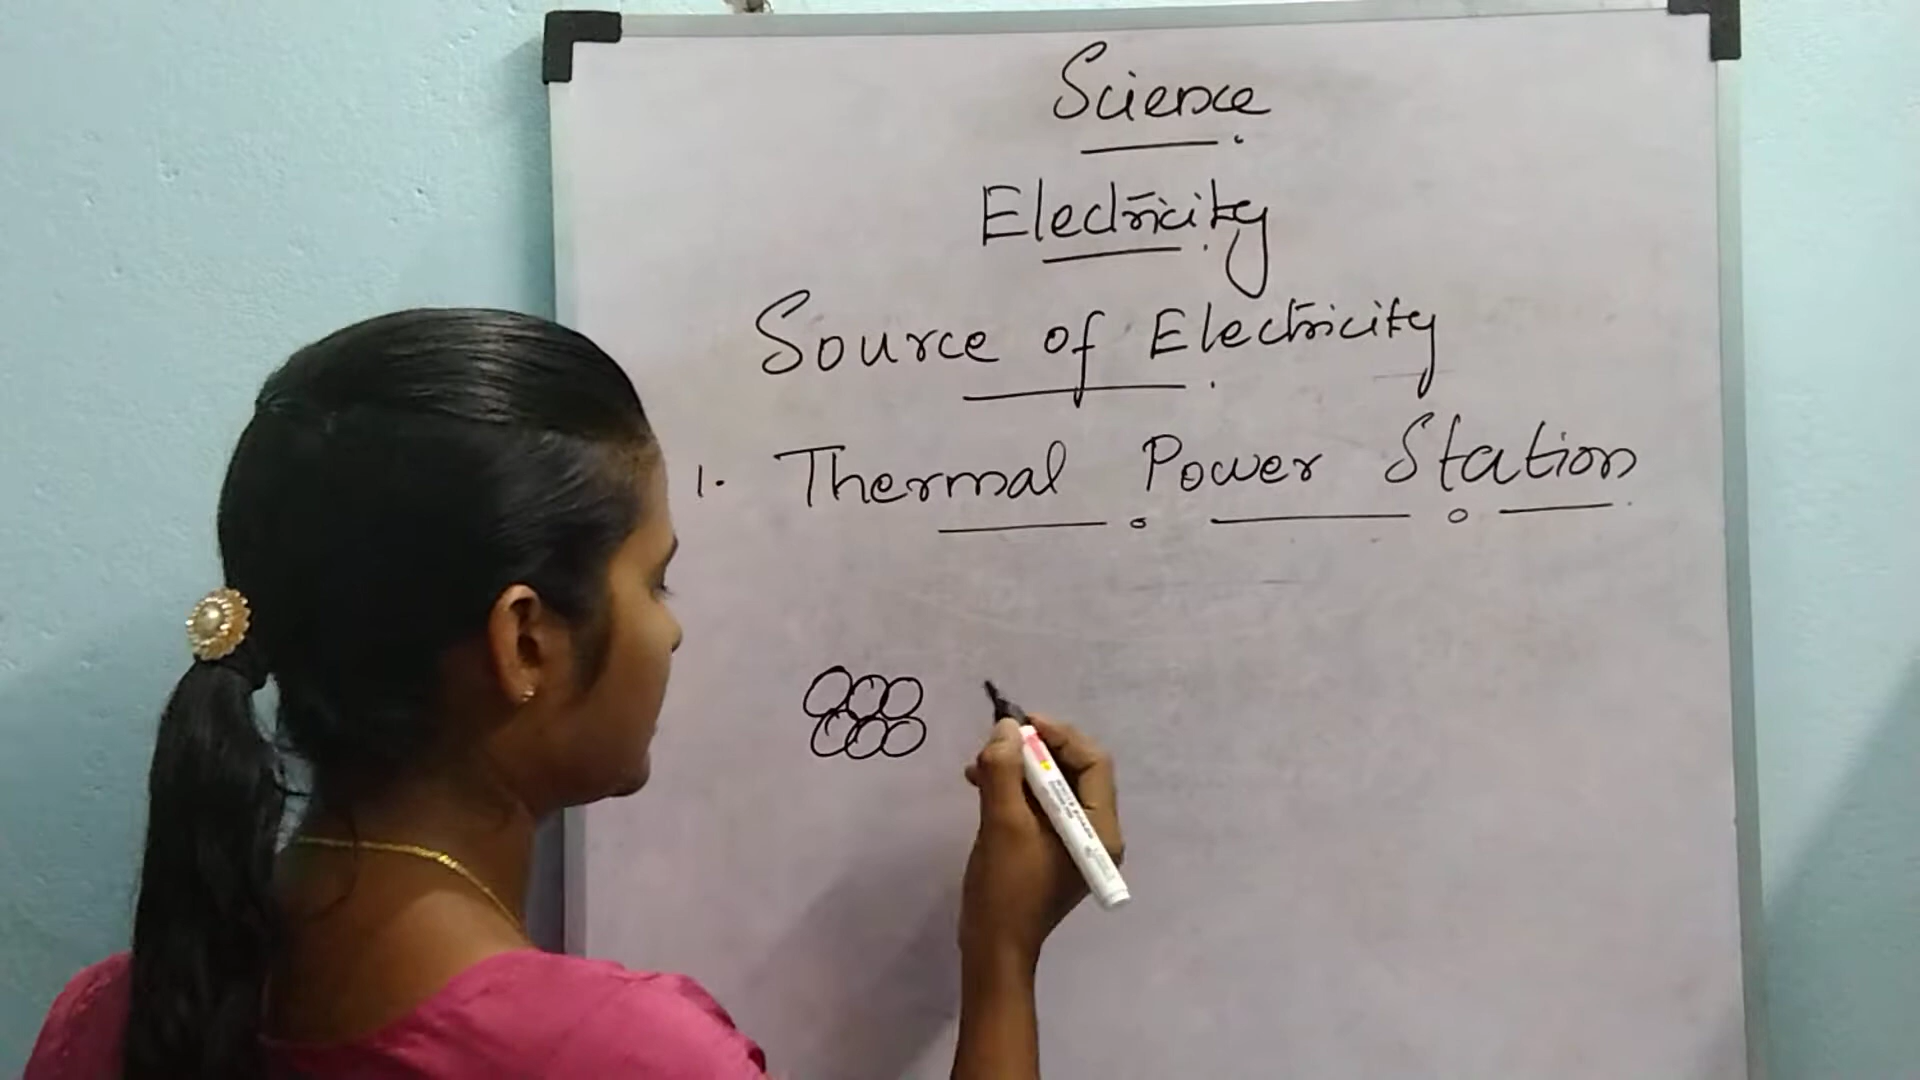 Science
Electricity
Source of Electricity
1. Thermal Power Station